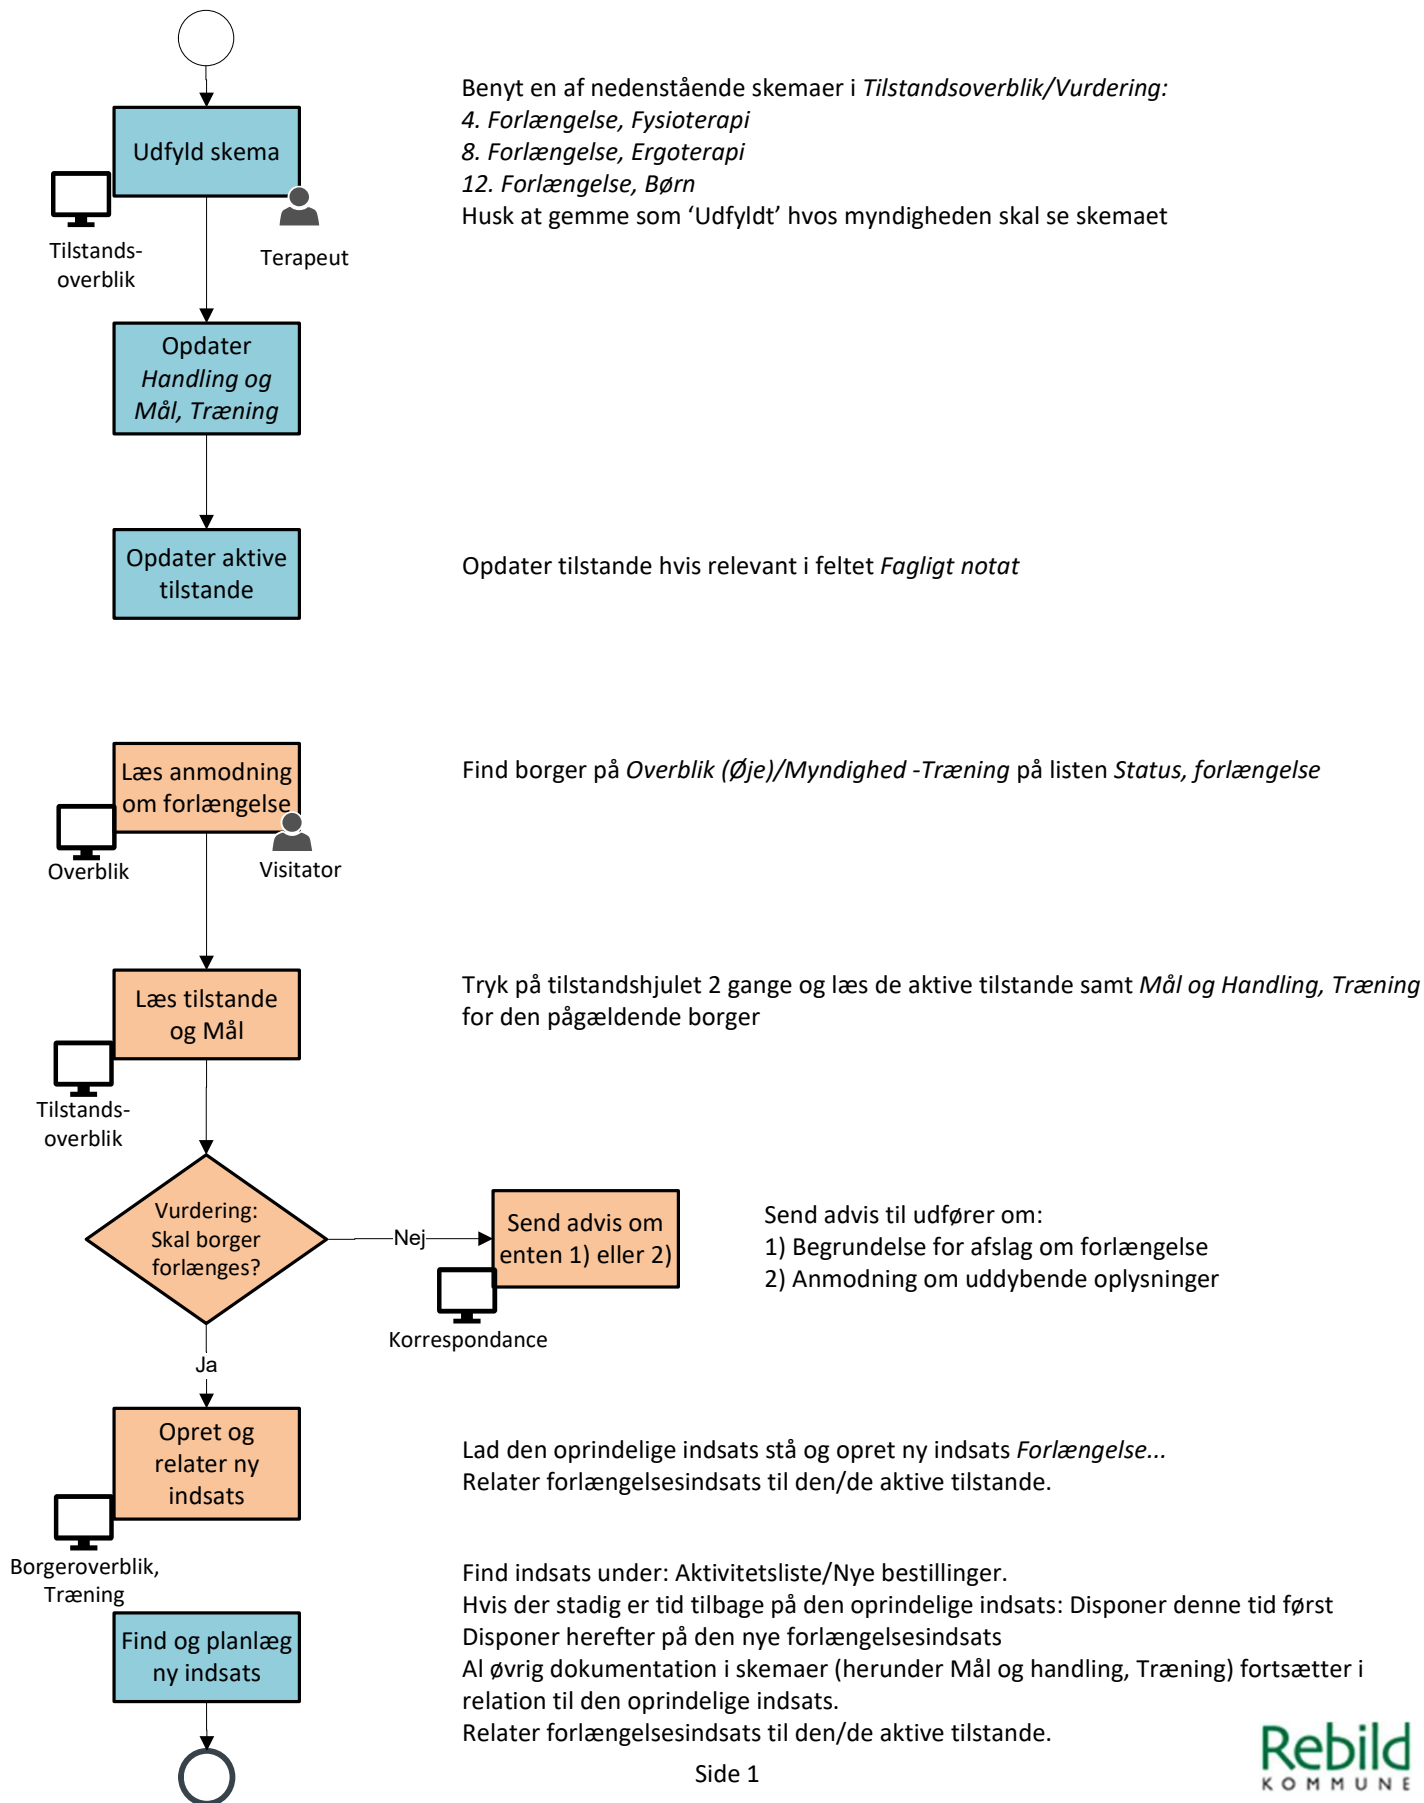 Benyt en af nedenstående skemaer i Tilstandsoverblik/Vurdering:
4. Forlængelse, Fysioterapi
8. Forlængelse, Ergoterapi
12. Forlængelse, Børn
Husk at gemme som ‘Udfyldt’ hvos myndigheden skal se skemaet
Udfyld skema
Tilstands-
overblik
Terapeut
Opdater
Handling og
Mål, Træning
Opdater aktive
tilstande
Opdater tilstande hvis relevant i feltet Fagligt notat
Læs anmodning
om forlængelse
Overblik
Visitator
Find borger på Overblik (Øje)/Myndighed -Træning på listen Status, forlængelse
Læs tilstande
og Mål
Tilstands-
overblik
Tryk på tilstandshjulet 2 gange og læs de aktive tilstande samt Mål og Handling, Træning
for den pågældende borger
Vurdering:
Skal borger
forlænges?
Nej
Send advis om
enten 1) eller 2)
Korrespondance
Send advis til udfører om:
1) Begrundelse for afslag om forlængelse
2) Anmodning om uddybende oplysninger
Ja
Opret og
relater ny
indsats
Borgeroverblik,
Træning
Lad den oprindelige indsats stå og opret ny indsats Forlængelse...
Relater forlængelsesindsats til den/de aktive tilstande.
Find og planlæg
ny indsats
Find indsats under: Aktivitetsliste/Nye bestillinger.
Hvis der stadig er tid tilbage på den oprindelige indsats: Disponer denne tid først
Disponer herefter på den nye forlængelsesindsats
Al øvrig dokumentation i skemaer (herunder Mål og handling, Træning) fortsætter i
relation til den oprindelige indsats.
Relater forlængelsesindsats til den/de aktive tilstande.
Side 1
Rebild
KOMMUNE